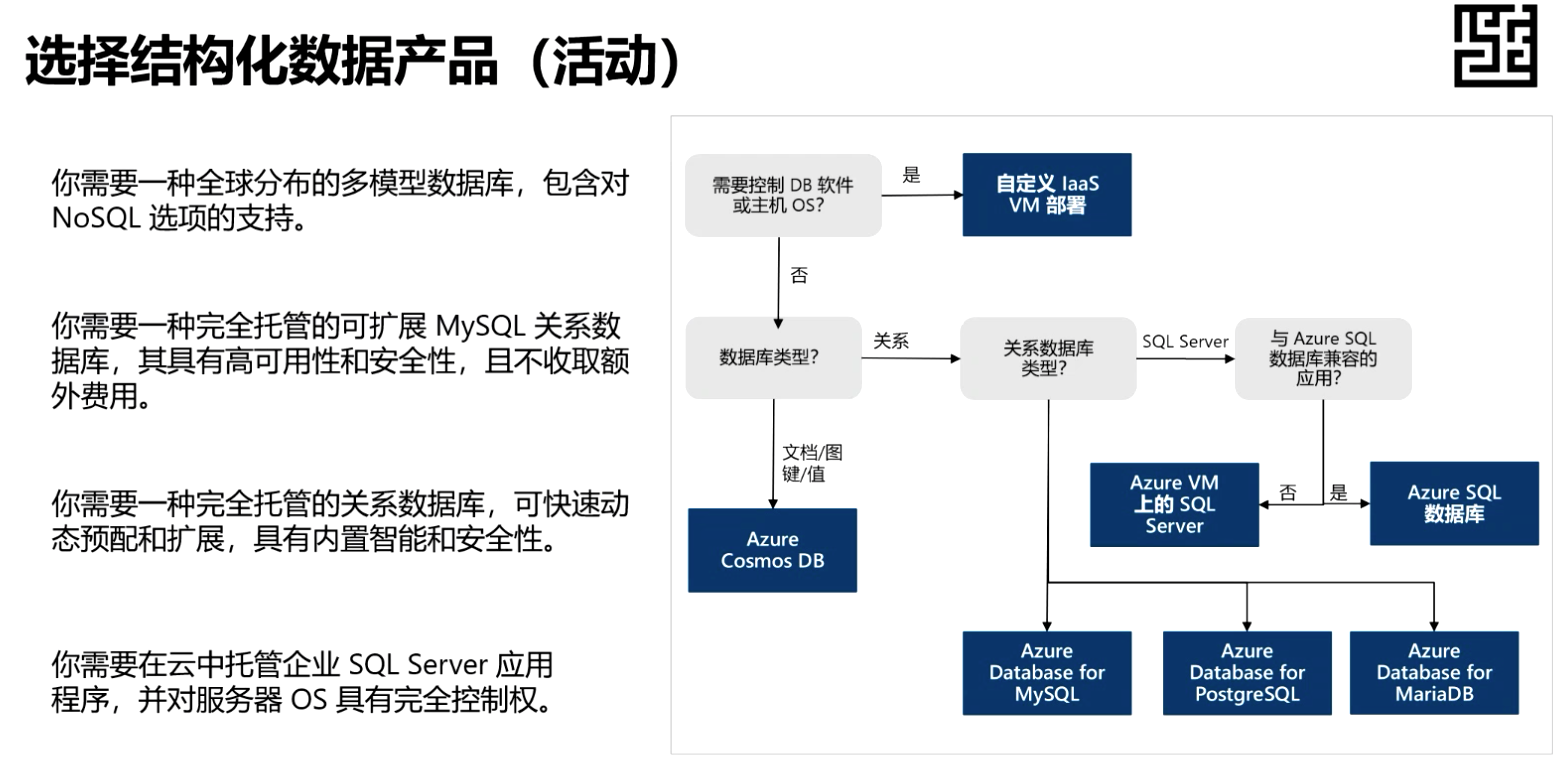 选择结构化数据产品（活动）
你需要一种全球分布的多模型数据库，包含对
NoSQL 选项的支持。
你需要一种完全托管的可扩展 MySQL 关系数
据库，其具有高可用性和安全性，且不收取额
外费用。
你需要一种完全托管的关系数据库，可快速动
态预配和扩展，具有内置智能和安全性。
你需要在云中托管企业 SQL Server 应用
程序，并对服务器 OS 具有完全控制权。
需要控制 DB 软件
或主机 OS？
是
自定义 IaaS
VM 部署
否
数据库类型？
关系
关系数据库
类型？
SQL Server
与 Azure SQL
数据库兼容的
应用？
文档/图
键/值
Azure
Cosmos DB
Azure VM
上的 SQL
Server
否
是
Azure SQL
数据库
Azure
Database for
MySQL
Azure
Database for
PostgreSQL
Azure
Database for
MariaDB